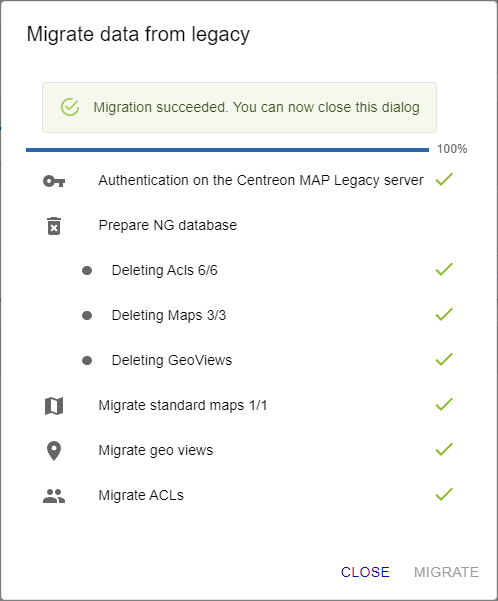 Migrate data from legacy
Migration succeeded. You can now close this dialog
100%
Authentication on the Centreon MAP Legacy server
Prepare NG database
Deleting Acls 6/6
Deleting Maps 3/3
Deleting GeoViews
Migrate standard maps 1/1
Migrate geo views
Migrate ACLs
CLOSE MIGRATE